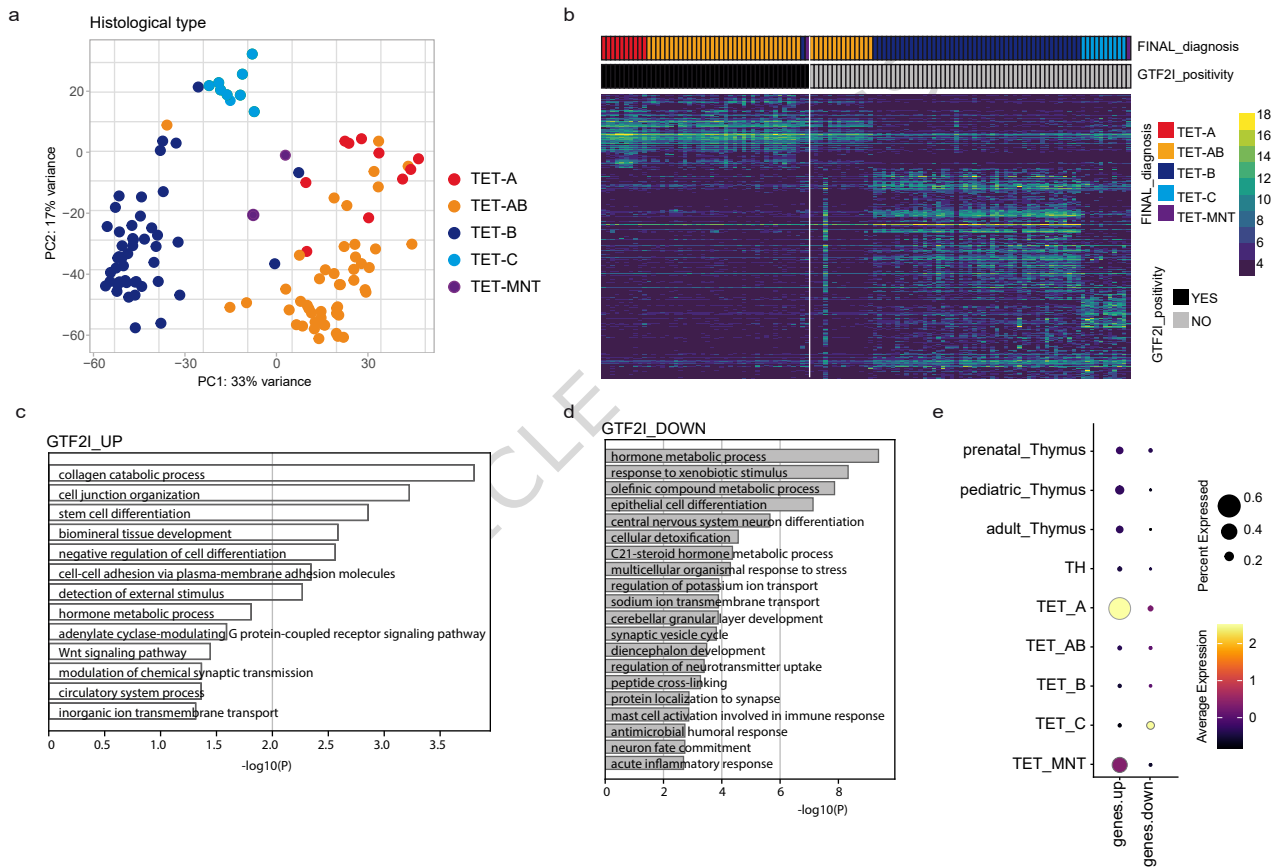 a
Histological type
20
0
−20
−40
−60
PC2: 17% variance
−60
−30
0
30
PC1: 33% variance
TET-A
TET-AB
TET-B
TET-C
TET-MNT
b
FINAL_diagnosis
GTF2I_positivity
FINAL_diagnosis
TET-A
TET-AB
TET-B
TET-C
TET-MNT
18
16
14
12
10
8
6
4
GTF2I_positivity
YES
NO
CLE
c
GTF2I_UP
collagen catabolic process
cell junction organization
stem cell differentiation
biomineral tissue development
negative regulation of cell differentiation
cell-cell adhesion via plasma-membrane adhesion molecules
detection of external stimulus
hormone metabolic process
adenylate cyclase-modulating G protein-coupled receptor signaling pathway
Wnt signaling pathway
modulation of chemical synaptic transmission
circulatory system process
inorganic ion transmembrane transport
0
0.5
1.0
1.5
2.0
2.5
3.0
3.5
-log10(P)
d
GTF2I_DOWN
hormone metabolic process
response to xenobiotic stimulus
olefinic compound metabolic process
epithelial cell differentiation
central nervous system neuron differentiation
cellular detoxification
C21-steroid hormone metabolic process
multicellular organismal response to stress
regulation of potassium ion transport
sodium ion transmembrane transport
cerebellar granular layer development
synaptic vesicle cycle
diencephalon development
regulation of neurotransmitter uptake
peptide cross-linking
protein localization to synapse
mast cell activation involved in immune response
antimicrobial humoral response
neuron fate commitment
acute inflammatory response
0
2
4
6
8
-log10(P)
e
prenatal_Thymus
pediatric_Thymus
adult_Thymus
TH
TET_A
TET_AB
TET_B
TET_C
TET_MNT
genes.up
genes.down
Percent Expressed
0.6
0.4
0.2
Average Expression
2
1
0